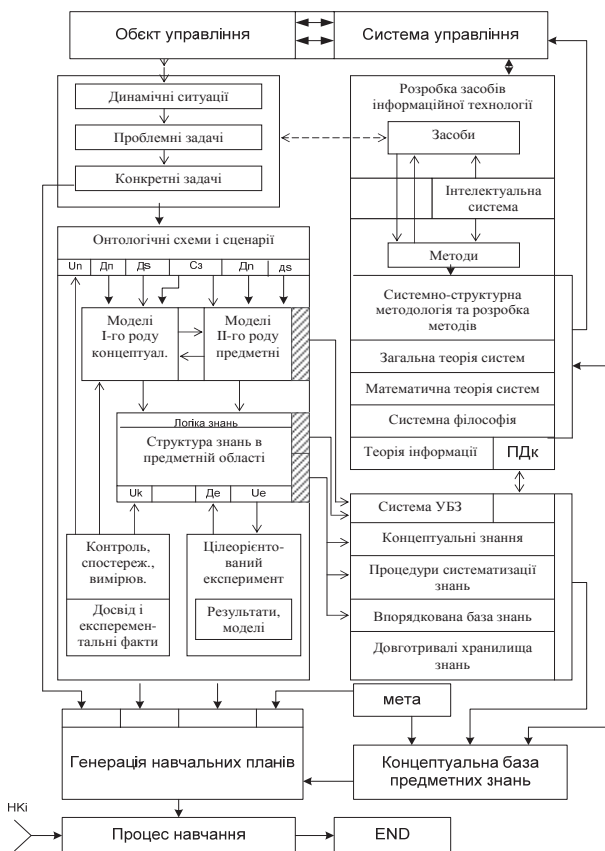 Обєкт управління
Система управління
Динамічні ситуації
Проблемні задачі
Конкретні задачі
Розробка засобів
інформаційної технології
Засоби
Інтелектуальна
система
Методи
Системно-структурна
методологія та розробка
методів
Загальна теорія систем
Математична теорія систем
Системна філософія
Теорія інформації
ПДк
Онтологічні схеми і сценарії
Uп Дп Дs Сз Дп дs
Моделі
І-го роду
концептуал.
Моделі
ІІ-го роду
предметні
Логіка знань
Структура знань в
предметній області
Uk Де Ue
Контроль,
спостереж.,
вимірюв.
Досвід і
експеремен-
тальні факти
Цілеорієнто-
ований
експеримент
Результати,
моделі
Система УБЗ
Концептуальні знання
Процедури систематизації
знань
Впорядкована база знань
Довготривалі хранилища
знань
мета
Генерація навчальних планів
Концептуальна база
предметних знань
НКі
Процес навчання
END